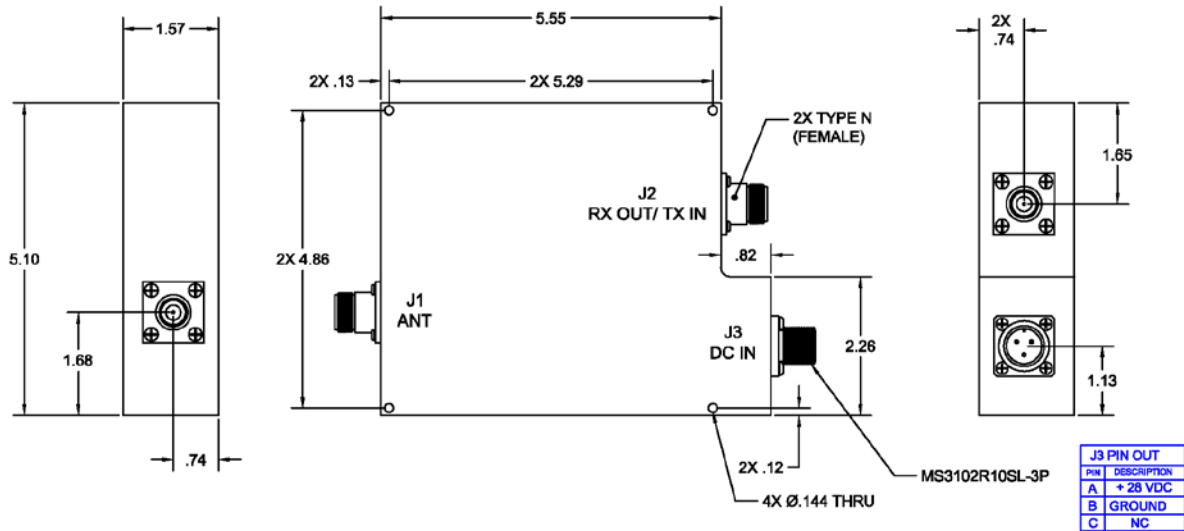 5.55
1.57
2X
.74
2X .13
2X 5.29
2X TYPE N
(FEMALE)
1.65
J2
RX OUT/ TX IN
5.10
2X 4.86
.82
J1
ANT
J3
DC IN
2.26
1.68
1.13
.74
2X .12
MS3102R10SL-3P
4X Ø.144 THRU
J3 PIN OUT
PIN DESCRIPTION
A + 28 VDC
B GROUND
C NC